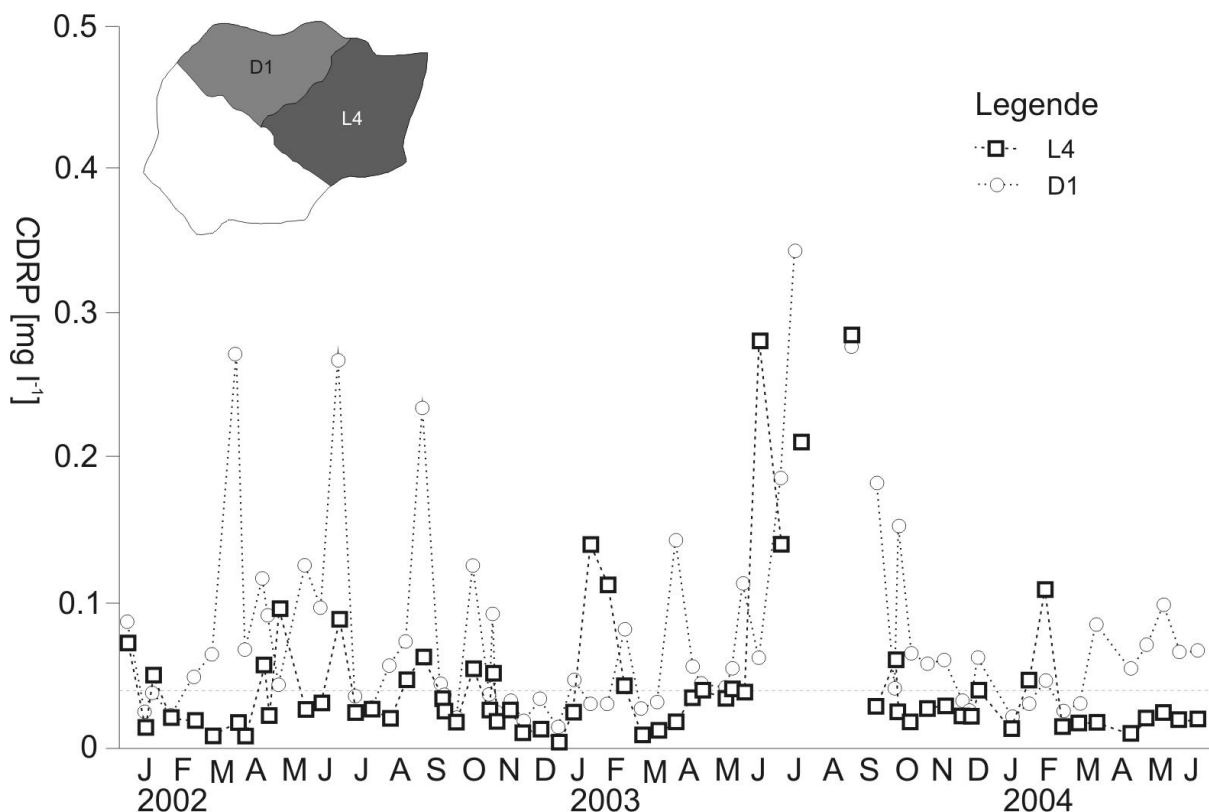 0.5
0.4
0.3
0.2
0.1
0
CDRP [mg l-1]
D1
L4
Legende
L4
D1
J F M A M J J A S O N D J F M A M J J A S O N D J F M A M J
2002 2003 2004